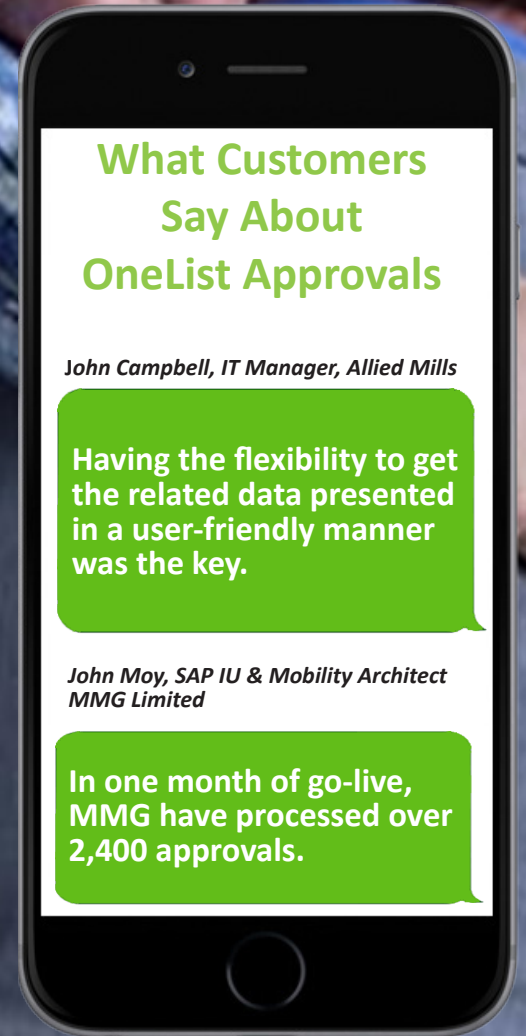 What Customers
Say About
OneList Approvals
John Campbell, IT Manager, Allied Mills
Having the flexibility to get
the related data presented
in a user-friendly manner
was the key.
John Moy, SAP IU & Mobility Architect
MMG Limited
In one month of go-live,
MMG have processed over
2,400 approvals.